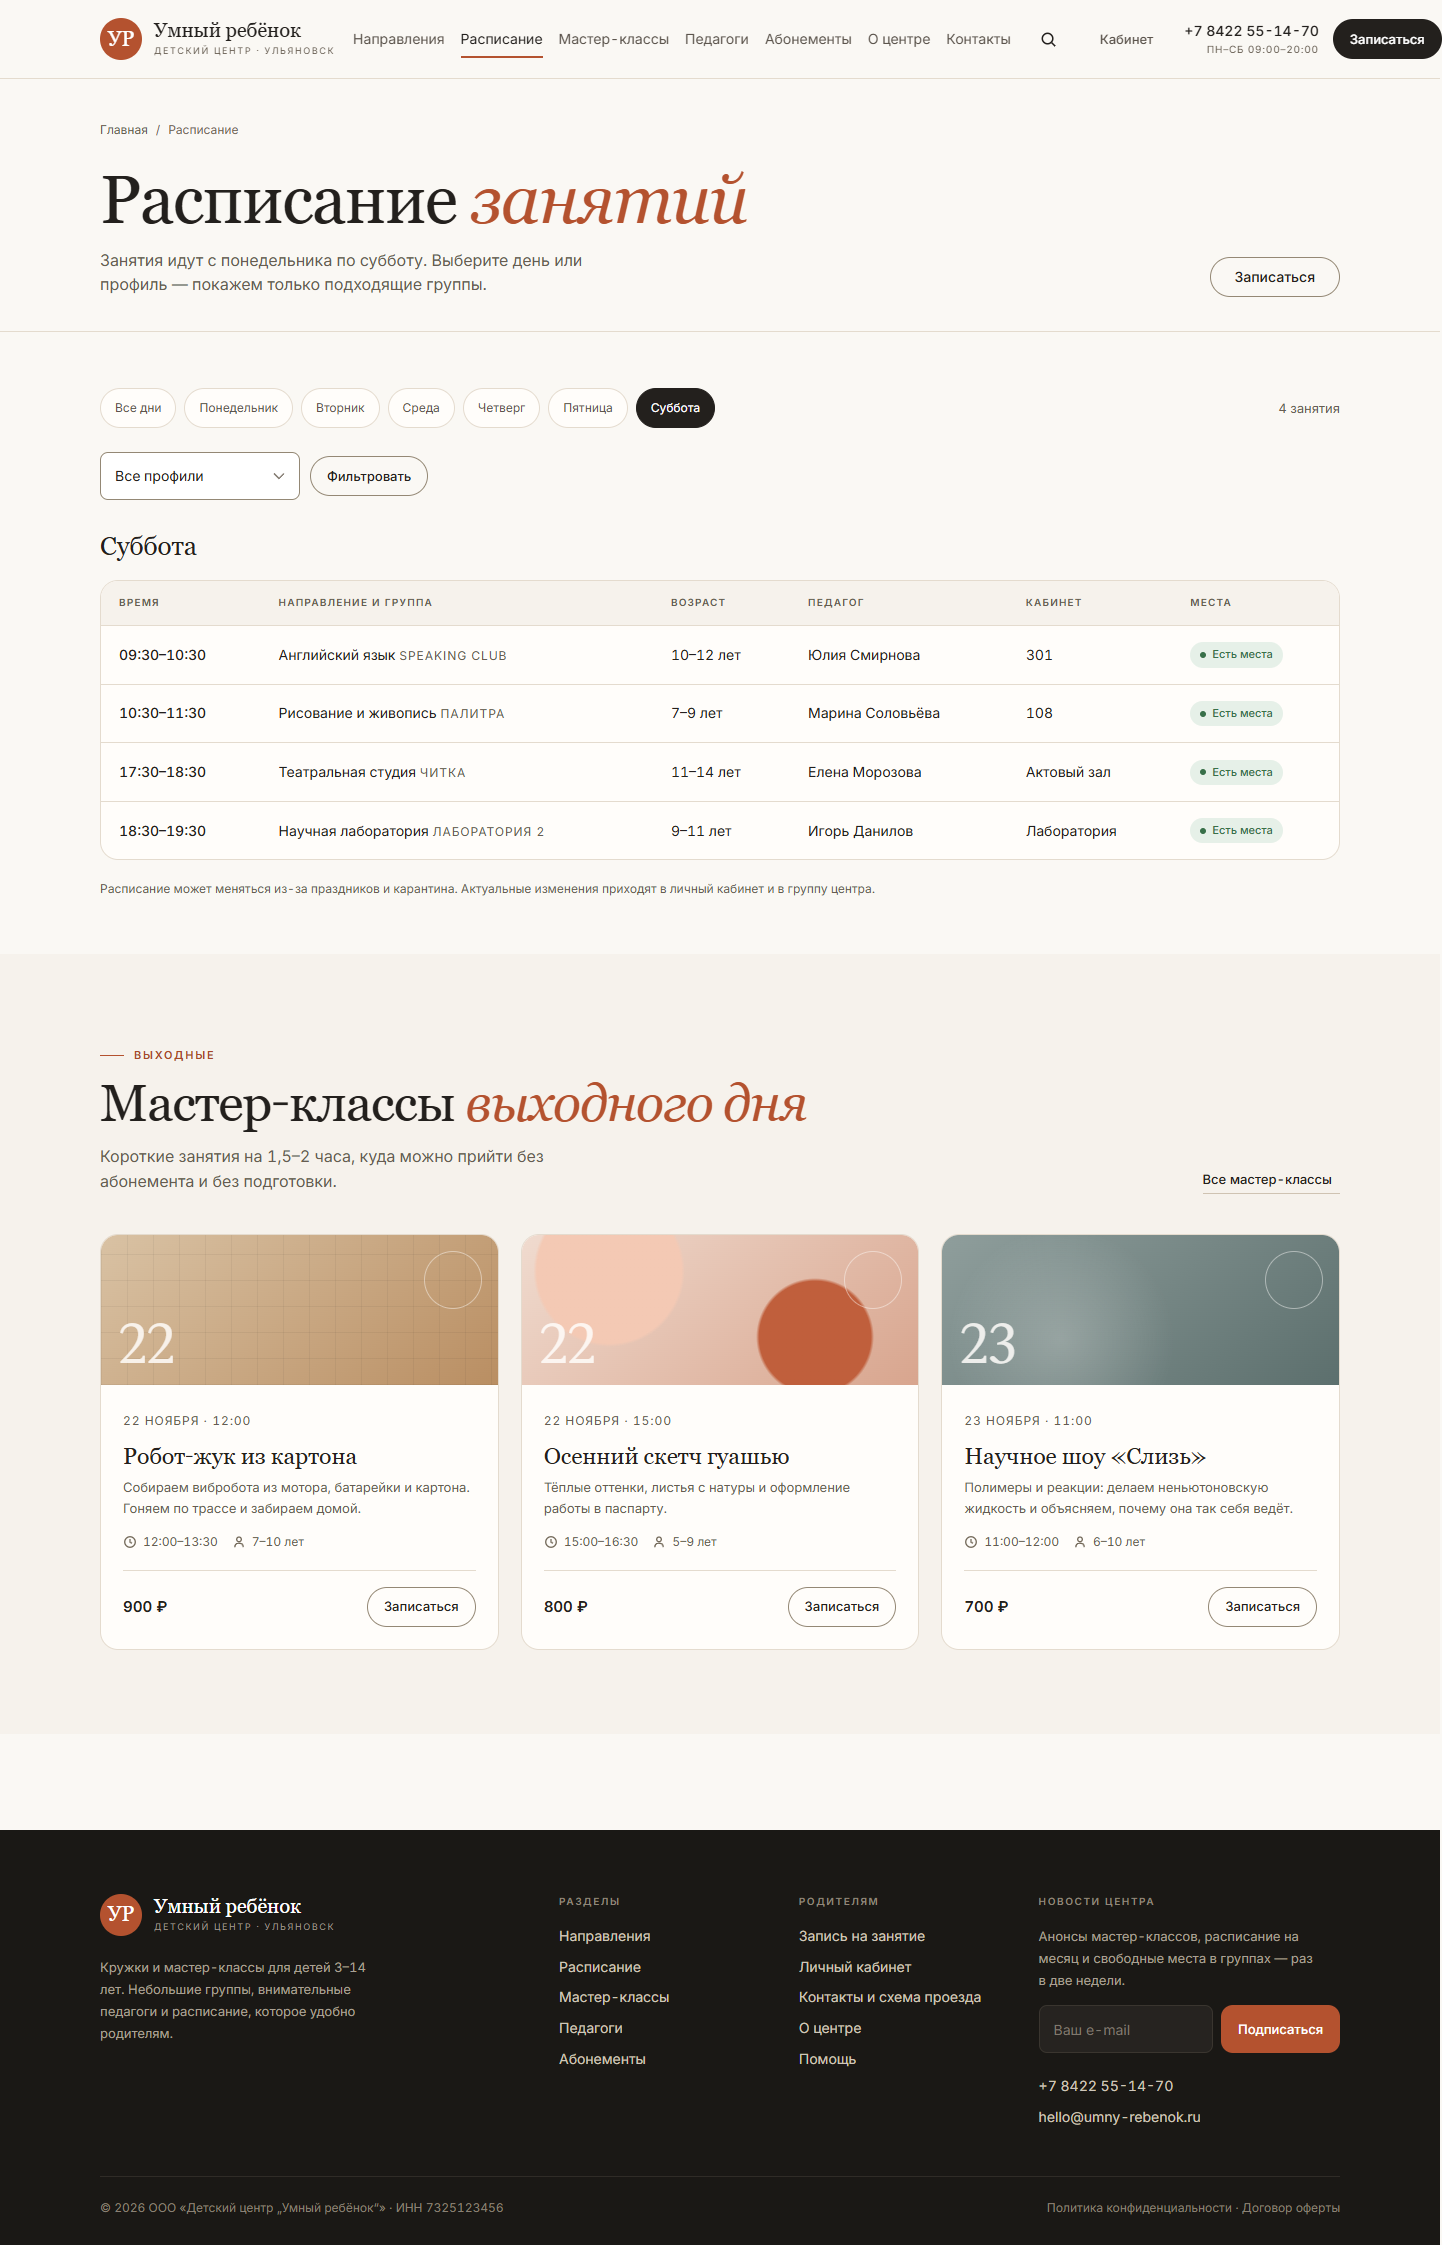 УР Умный ребёнок
ДЕТСКИЙ ЦЕНТР · УЛЬЯНОВСК
Направления Расписание Мастер-классы Педагоги Абонементы О центре Контакты Кабинет
+7 8422 55-14-70
ПН–СБ 09:00–20:00
Записаться
Главная / Расписание
Расписание занятий
Занятия идут с понедельника по субботу. Выберите день или
профиль — покажем только подходящие группы.
Записаться
Все дни Понедельник Вторник Среда Четверг Пятница Суббота
4 занятия
Все профили Фильтровать
Суббота
ВРЕМЯ НАПРАВЛЕНИЕ И ГРУППА ВОЗРАСТ ПЕДАГОГ КАБИНЕТ МЕСТА
09:30–10:30 Английский язык SPEAKING CLUB 10–12 лет Юлия Смирнова 301 Есть места
10:30–11:30 Рисование и живопись ПАЛИТРА 7–9 лет Марина Соловьёва 108 Есть места
17:30–18:30 Театральная студия ЧИТКА 11–14 лет Елена Морозова Актовый зал Есть места
18:30–19:30 Научная лаборатория ЛАБОРАТОРИЯ 2 9–11 лет Игорь Данилов Лаборатория Есть места
Расписание может меняться из-за праздников и карантина. Актуальные изменения приходят в личный кабинет и в группу центра.
ВЫХОДНЫЕ
Мастер-классы выходного дня
Короткие занятия на 1,5–2 часа, куда можно прийти без
абонемента и без подготовки.
Все мастер-классы
22
22 НОЯБРЯ · 12:00
Робот-жук из картона
Собираем вибробота из мотора, батарейки и картона.
Гоняем по трассе и забираем домой.
12:00–13:30 7–10 лет
900 ₽ Записаться
22
22 НОЯБРЯ · 15:00
Осенний скетч гуашью
Тёплые оттенки, листья с натуры и оформление
работы в паспарту.
15:00–16:30 5–9 лет
800 ₽ Записаться
23
23 НОЯБРЯ · 11:00
Научное шоу «Слизь»
Полимеры и реакции: делаем неньютоновскую
жидкость и объясняем, почему она так себя ведёт.
11:00–12:00 6–10 лет
700 ₽ Записаться
УР Умный ребёнок
ДЕТСКИЙ ЦЕНТР · УЛЬЯНОВСК
Кружки и мастер-классы для детей 3–14
лет. Небольшие группы, внимательные
педагоги и расписание, которое удобно
родителям.
РАЗДЕЛЫ
Направления
Расписание
Мастер-классы
Педагоги
Абонементы
РОДИТЕЛЯМ
Запись на занятие
Личный кабинет
Контакты и схема проезда
О центре
Помощь
НОВОСТИ ЦЕНТРА
Анонсы мастер-классов, расписание на
месяц и свободные места в группах — раз
в две недели.
Ваш e-mail Подписаться
+7 8422 55-14-70
hello@umny-rebenok.ru
© 2026 ООО «Детский центр „Умный ребёнок“» · ИНН 7325123456
Политика конфиденциальности · Договор оферты